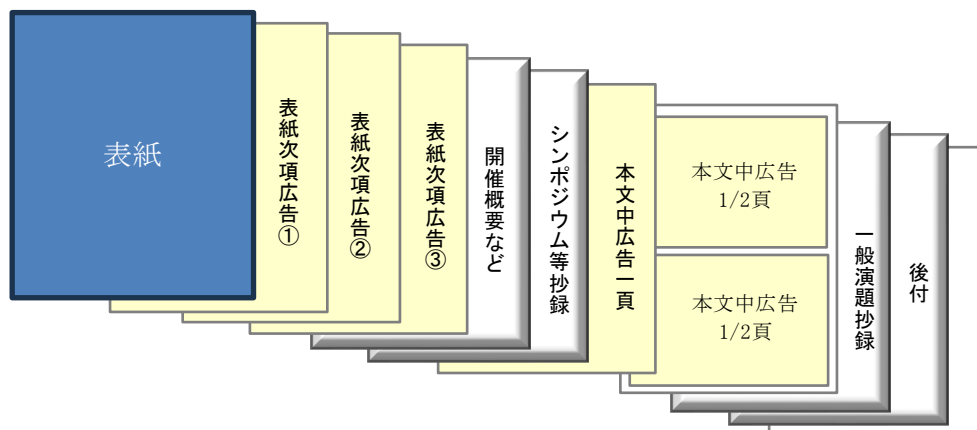 表紙
表紙次項広告①
表紙次項広告②
表紙次項広告③
開催概要など
シンポジウム等抄録
本文中広告一頁
本文中広告
1/2頁
本文中広告
1/2頁
一般演題抄録
後付